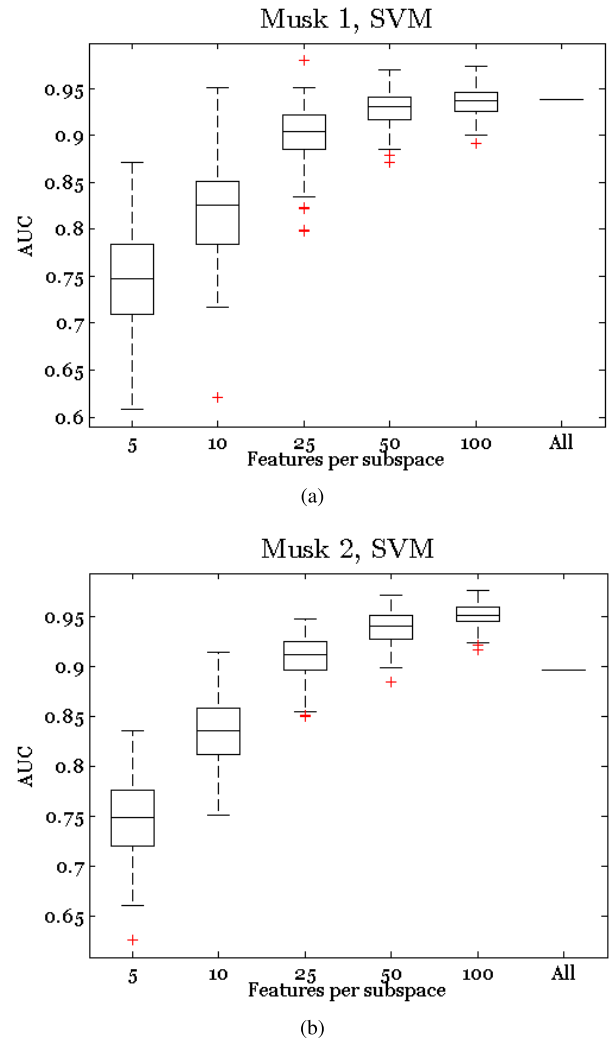 Musk 1, SVM
0.95
0.9
0.85
0.8
0.75
0.7
0.65
0.6
AUC
5 10 25 50 100 All
Features per subspace
(a)
Musk 2, SVM
0.95
0.9
0.85
0.8
0.75
0.7
0.65
AUC
5 10 25 50 100 All
Features per subspace
(b)